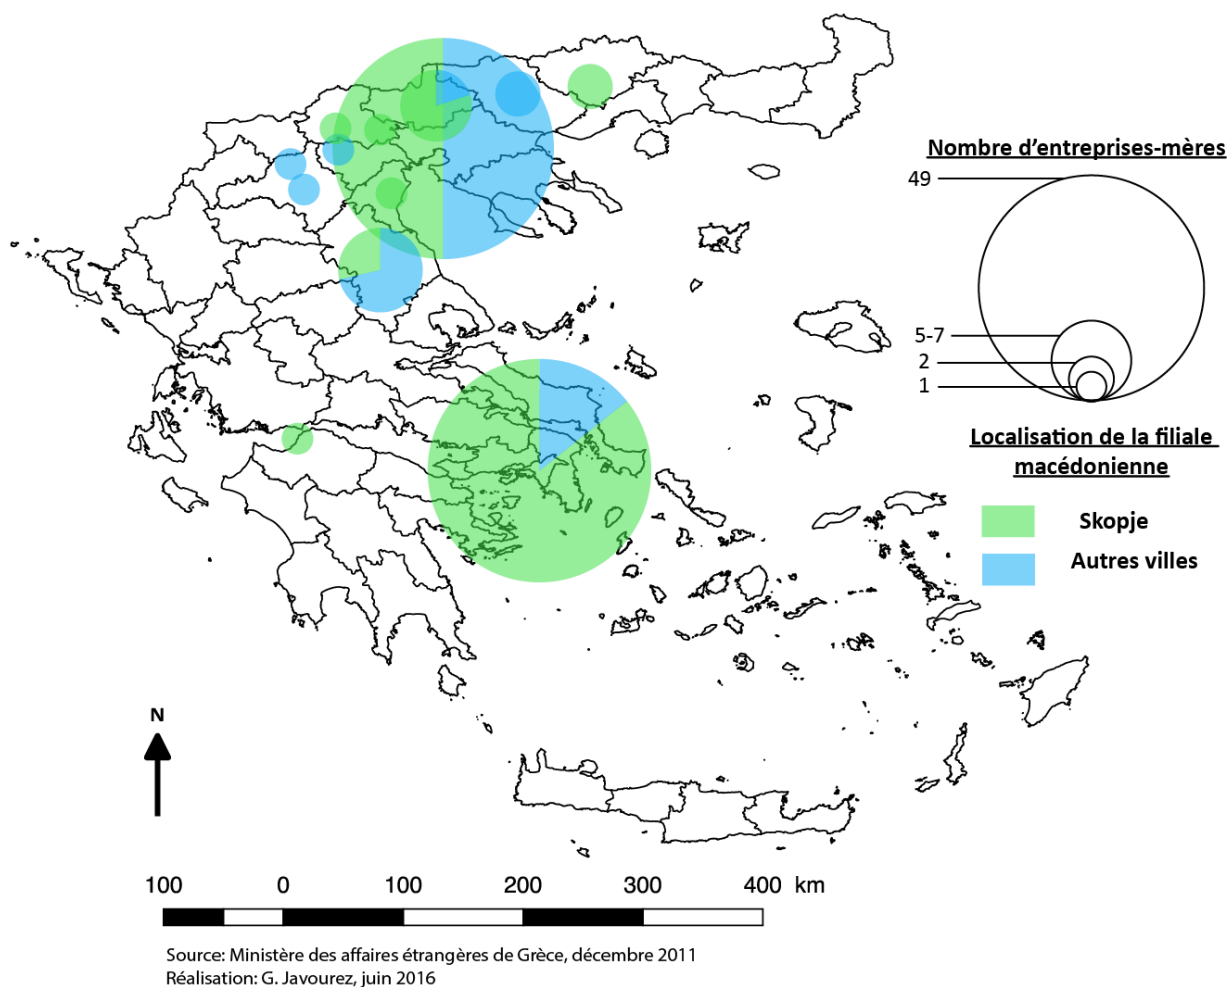 Nombre d’entreprises-mères
49
5-7
2
1
Localisation de la filiale
macédonienne
Skopje
Autres villes
N
100 0 100 200 300 400 km
Source: Ministère des affaires étrangères de Grèce, décembre 2011
Réalisation: G. Javourez, juin 2016